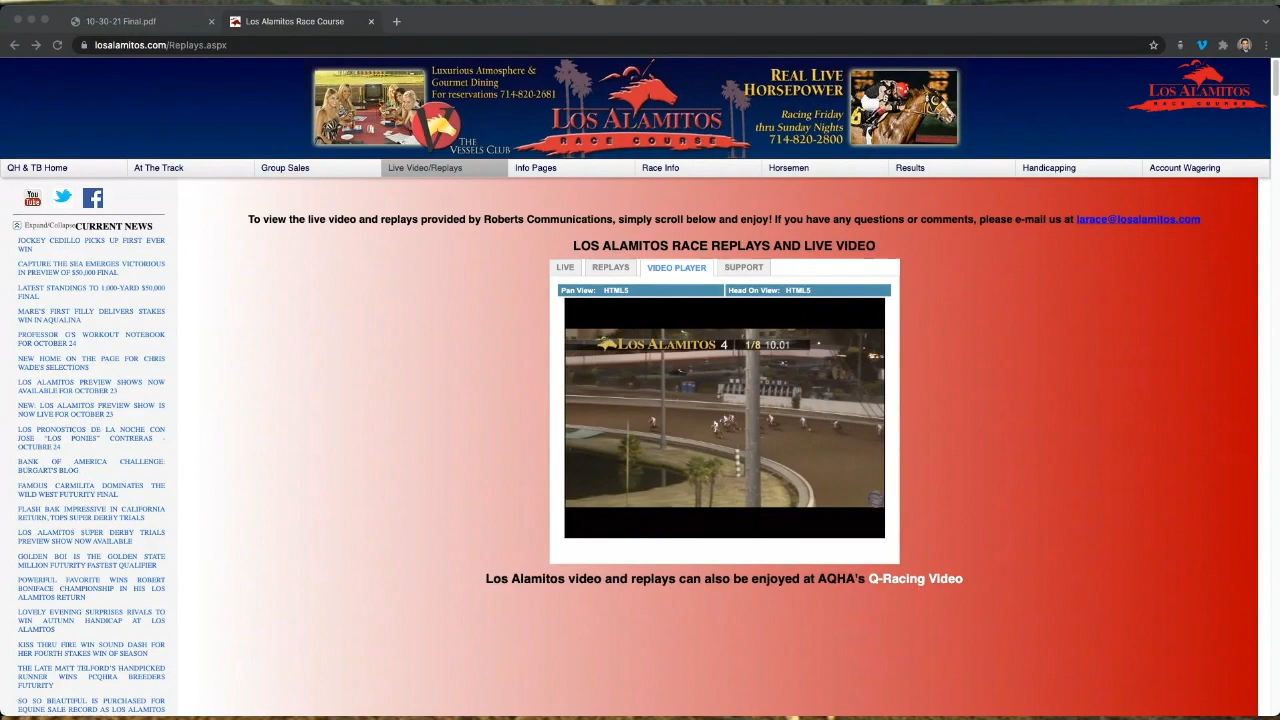 10-30-21 Final.pdf
Los Alamitos Race Course
losalamitos.com/Replays.aspx
Luxurious Atmosphere &
Gourmet Dining
For reservations 714-820-2681
THE
VESSELS CLUB
LOS ALAMITOS
RACE COURSE
REAL LIVE
HORSEPOWER
Racing Friday
thru Sunday Nights
714-820-2800
LOS ALAMITOS
RACE COURSE
QH & TB Home
At The Track
Group Sales
Live Video/Replays
Info Pages
Race Info
Horsemen
Results
Handicapping
Account Wagering
You
Tube
Expand/Collapse CURRENT NEWS
JOCKEY CEDILLO PICKS UP FIRST EVER
WIN
CAPTURE THE SEA EMERGES VICTORIOUS
IN PREVIEW OF $50,000 FINAL
LATEST STANDINGS TO 1,000-YARD $50,000
FINAL
MARE'S FIRST FILLY DELIVERS STAKES
WIN IN AQUALINA
PROFESSOR G'S WORKOUT NOTEBOOK
FOR OCTOBER 24
NEW HOME ON THE PAGE FOR CHRIS
WADE'S SELECTIONS
LOS ALAMITOS PREVIEW SHOWS NOW
AVAILABLE FOR OCTOBER 23
NEW: LOS ALAMITOS PREVIEW SHOW IS
NOW LIVE FOR OCTOBER 23
LOS PRONOSTICOS DE LA NOCHE CON
JOSE "LOS PONIES" CONTRERAS -
OCTUBRE 24
BANK OF AMERICA CHALLENGE:
BURGART'S BLOG
FAMOUS CARMILITA DOMINATES THE
WILD WEST FUTURITY FINAL
FLASH BAK IMPRESSIVE IN CALIFORNIA
RETURN, TOPS SUPER DERBY TRIALS
LOS ALAMITOS SUPER DERBY TRIALS
PREVIEW SHOW NOW AVAILABLE
GOLDEN BOI IS THE GOLDEN STATE
MILLION FUTURITY FASTEST QUALIFIER
POWERFUL FAVORITE WINS ROBERT
BONIFACE CHAMPIONSHIP IN HIS LOS
ALAMITOS RETURN
LOVELY EVENING SURPRISES RIVALS TO
WIN AUTUMN HANDICAP AT LOS
ALAMITOS
KISS THRU FIRE WIN SOUND DASH FOR
HER FOURTH STAKES WIN OF SEASON
THE LATE MATT TELFORD'S HANDPICKED
RUNNER WINS PCQHRA BREEDERS
FUTURITY
SO SO BEAUTIFUL IS PURCHASED FOR
EQUINE SALE RECORD AS LOS ALAMITOS
To view the live video and replays provided by Roberts Communications, simply scroll below and enjoy! If you have any questions or comments, please e-mail us at larace@losalamitos.com
LOS ALAMITOS RACE REPLAYS AND LIVE VIDEO
LIVE
REPLAYS
VIDEO PLAYER
SUPPORT
Pan View: HTML5
Head On View: HTML5
LOS ALAMITOS 4 1/8 10.01
Los Alamitos video and replays can also be enjoyed at AQHA's Q-Racing Video